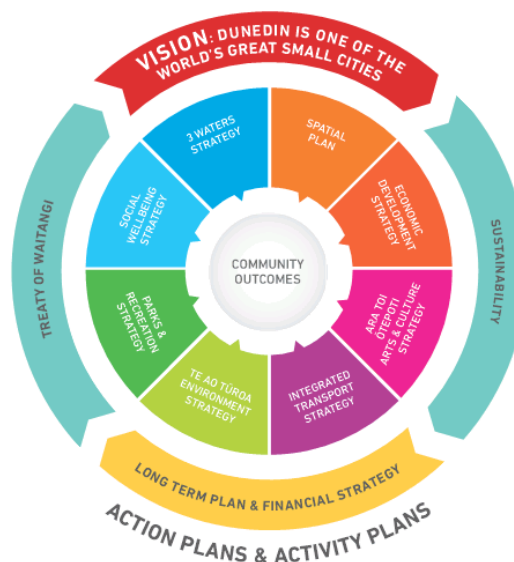 VISION: DUNEDIN IS ONE OF THE
WORLD'S GREAT SMALL CITIES
3 WATERS
STRATEGY
SPATIAL
PLAN
SOCIAL
WELLBEING
STRATEGY
ECONOMIC
DEVELOPMENT
STRATEGY
TREATY OF WAITANGI
COMMUNITY
OUTCOMES
SUSTAINABILITY
PARKS &
RECREATION
STRATEGY
ARA TOI
ŌTEPOTI
ARTS & CULTURE
STRATEGY
TE AO TŪROA
ENVIRONMENT
STRATEGY
INTEGRATED
TRANSPORT
STRATEGY
LONG TERM PLAN & FINANCIAL STRATEGY
ACTION PLANS & ACTIVITY PLANS